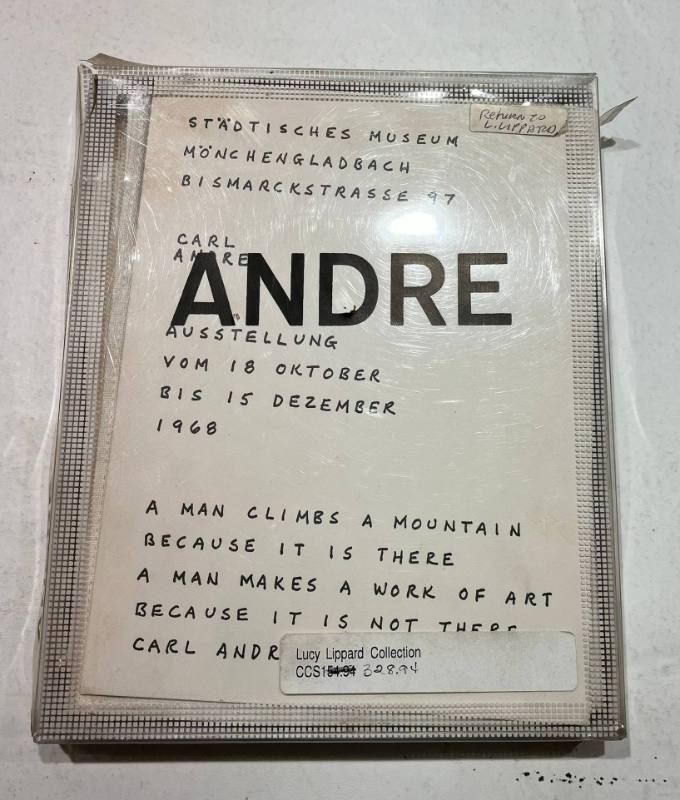 Return to
L. LIPPARD
STÄDTISCHES MUSEUM
MÖNCHENGLADBACH
BISMARCKSTRASSE 97
CARL
ANDRE
ANDRE
AUSSTELLUNG
VOM 18 OKTOBER
BIS 15 DEZEMBER
1968
A MAN CLIMBS A MOUNTAIN
BECAUSE IT IS THERE
A MAN MAKES A WORK OF ART
BECAUSE IT IS NOT THERE
CARL ANDR
Lucy Lippard Collection
CCS154.94 328.94